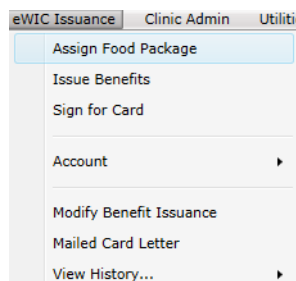 eWIC Issuance Clinic Admin Utiliti
Assign Food Package
Issue Benefits
Sign for Card
Account
Modify Benefit Issuance
Mailed Card Letter
View History...